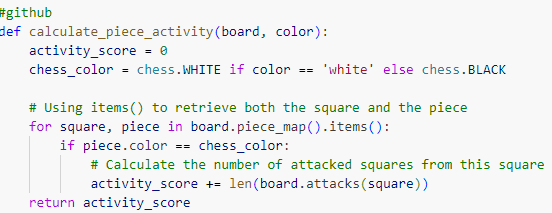 #github
def calculate_piece_activity(board, color):
    activity_score = 0
    chess_color = chess.WHITE if color == 'white' else chess.BLACK

    # Using items() to retrieve both the square and the piece
    for square, piece in board.piece_map().items():
        if piece.color == chess_color:
            # Calculate the number of attacked squares from this square
            activity_score += len(board.attacks(square))
    return activity_score